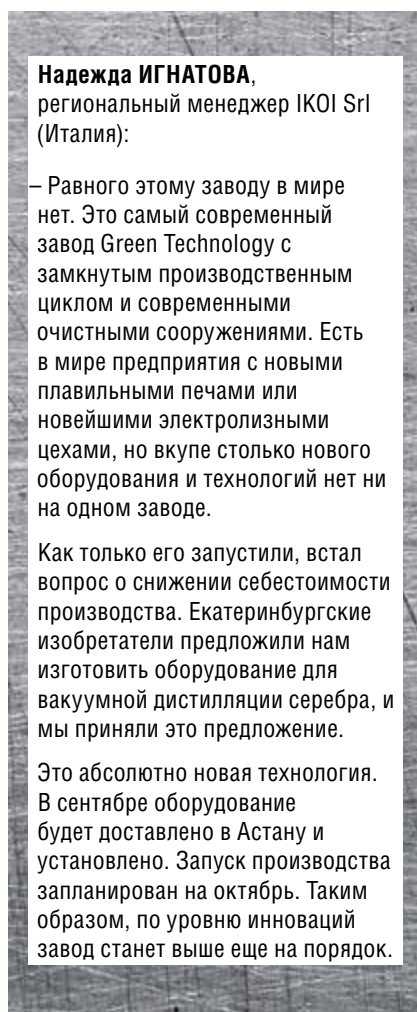 Надежда ИГНАТОВА,
региональный менеджер IKOI Srl
(Италия):
– Равного этому заводу в мире
нет. Это самый современный
завод Green Technology с
замкнутым производственным
циклом и современными
очистными сооружениями. Есть
в мире предприятия с новыми
плавильными печами или
новейшими электролизными
цехами, но вкупе столько нового
оборудования и технологий нет ни
на одном заводе.
Как только его запустили, встал
вопрос о снижении себестоимости
производства. Екатеринбургские
изобретатели предложили нам
изготовить оборудование для
вакуумной дистилляции серебра, и
мы приняли это предложение.
Это абсолютно новая технология.
В сентябре оборудование
будет доставлено в Астану и
установлено. Запуск производства
запланирован на октябрь. Таким
образом, по уровню инноваций
завод станет выше еще на порядок.